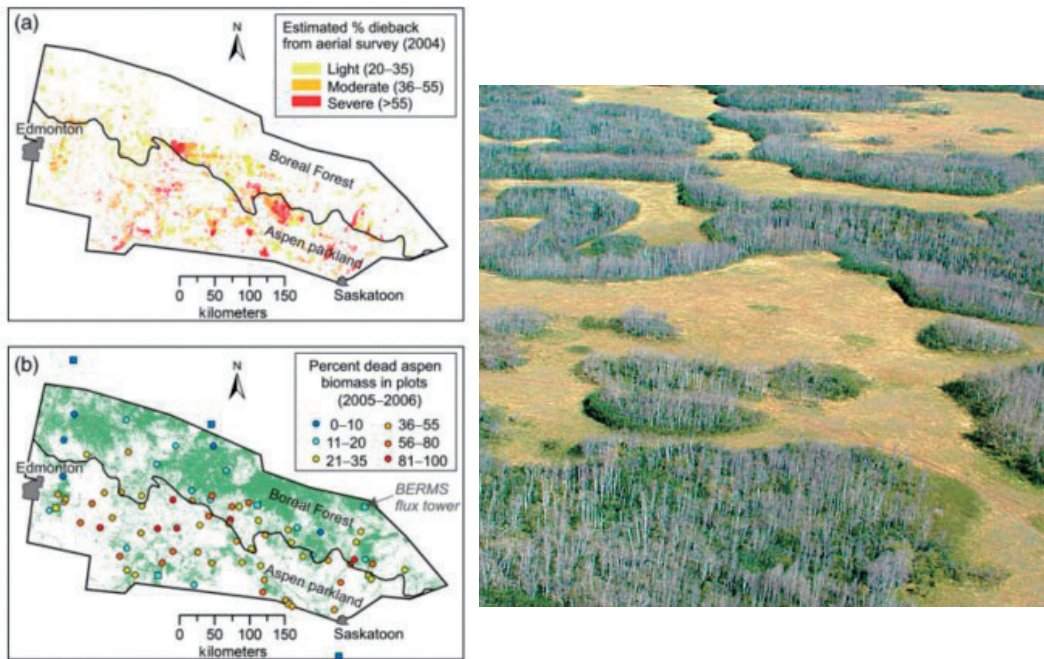 (a)
N
Estimated % dieback
from aerial survey (2004)
Light (20–35)
Moderate (36–55)
Severe (>55)
Edmonton
Boreal Forest
Aspen parkland
0 50 100 150
kilometers
Saskatoon
(b)
N
Percent dead aspen
biomass in plots
(2005–2006)
0–10 36–55
11–20 56–80
21–35 81–100
Edmonton
BERMS
flux tower
Boreal Forest
Aspen parkland
0 50 100 150
kilometers
Saskatoon